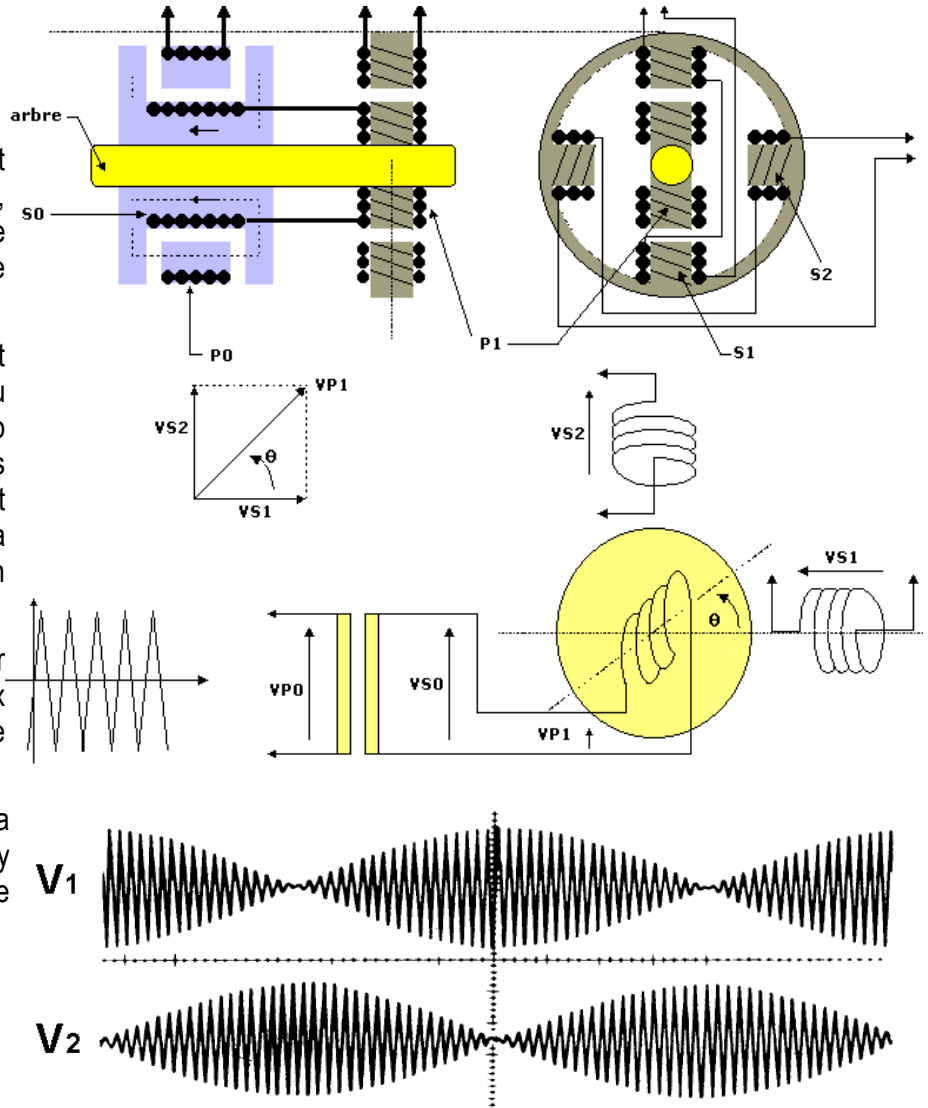 arbre
t
,
S0
e
S2
e
P1
P0
S1
t
VP1
u
VS2
VS2
o
θ
s
t
VS1
a
VS1
n
θ
r
x
VP0
VS0
e
VP1
a
y
V1
e
V2